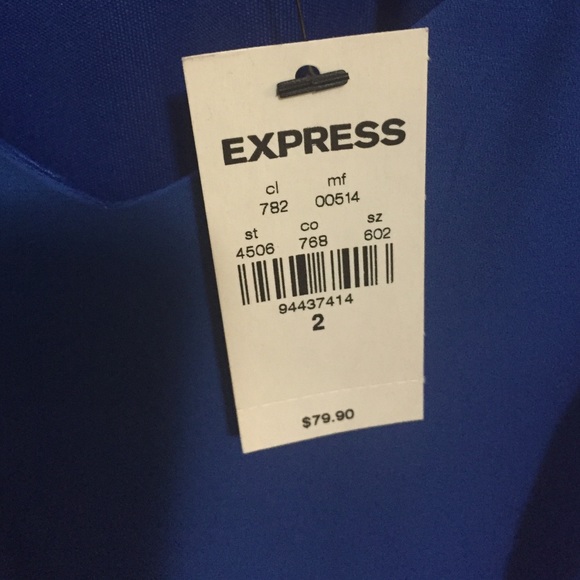 EXPRESS
cl mf
782 00514
st co sz
4506 768 602
94437414
2
$79.90